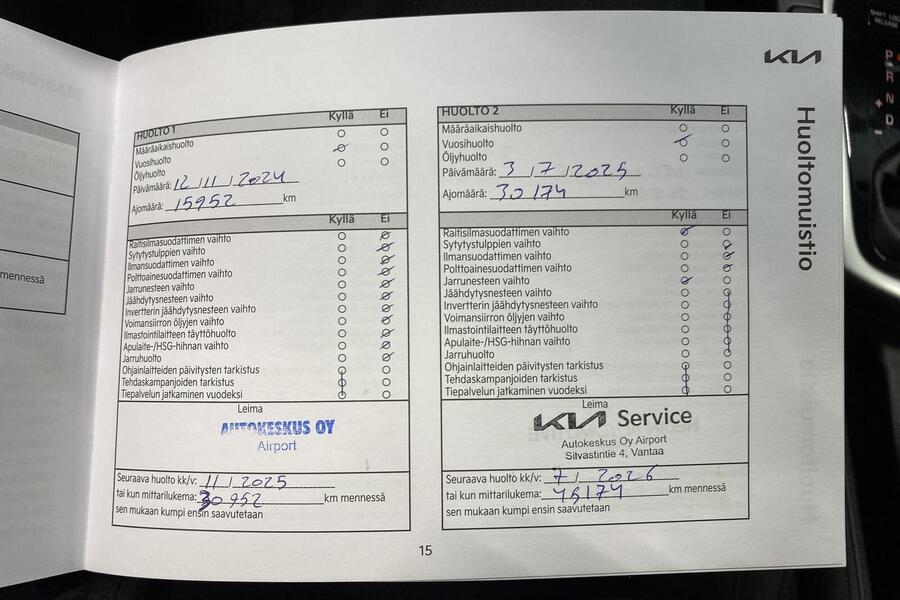 KIA
Huoltomuistio
HUOLTO 1 Kyllä Ei
Määräaikaishuolto
Vuosihuolto
Öljyhuolto
Päivämäärä: 12 / 11 / 2024
Ajomäärä: 15952 km
Kyllä Ei
Raitisilmasuodattimen vaihto
Sytytystulppien vaihto
Ilmansuodattimen vaihto
Polttoainesuodattimen vaihto
Jarrunesteen vaihto
Jäähdytysnesteen vaihto
Invertterin jäähdytysnesteen vaihto
Voimansiirron öljyjen vaihto
Ilmastointilaitteen täyttöhuolto
Apulaite-/HSG-hihnan vaihto
Jarruhuolto
Ohjainlaitteiden päivitysten tarkistus
Tehdaskampanjoiden tarkistus
Tiepalvelun jatkaminen vuodeksi
Leima
AUTOKESKUS OY
Airport
Seuraava huolto kk/v: 11 / 2025
tai kun mittarilukema: 30952 km mennessä
sen mukaan kumpi ensin saavutetaan
HUOLTO 2 Kyllä Ei
Määräaikaishuolto
Vuosihuolto
Öljyhuolto
Päivämäärä: 3 / 7 / 2025
Ajomäärä: 30174 km
Kyllä Ei
Raitisilmasuodattimen vaihto
Sytytystulppien vaihto
Ilmansuodattimen vaihto
Polttoainesuodattimen vaihto
Jarrunesteen vaihto
Jäähdytysnesteen vaihto
Invertterin jäähdytysnesteen vaihto
Voimansiirron öljyjen vaihto
Ilmastointilaitteen täyttöhuolto
Apulaite-/HSG-hihnan vaihto
Jarruhuolto
Ohjainlaitteiden päivitysten tarkistus
Tehdaskampanjoiden tarkistus
Tiepalvelun jatkaminen vuodeksi
Leima
KIA Service
Autokeskus Oy Airport
Silvastintie 4, Vantaa
Seuraava huolto kk/v: 7 / 2026
tai kun mittarilukema: 45174 km mennessä
sen mukaan kumpi ensin saavutetaan
15
mennessä
SHIFT LOCK
RELEASE
P
R
N
+ D
-